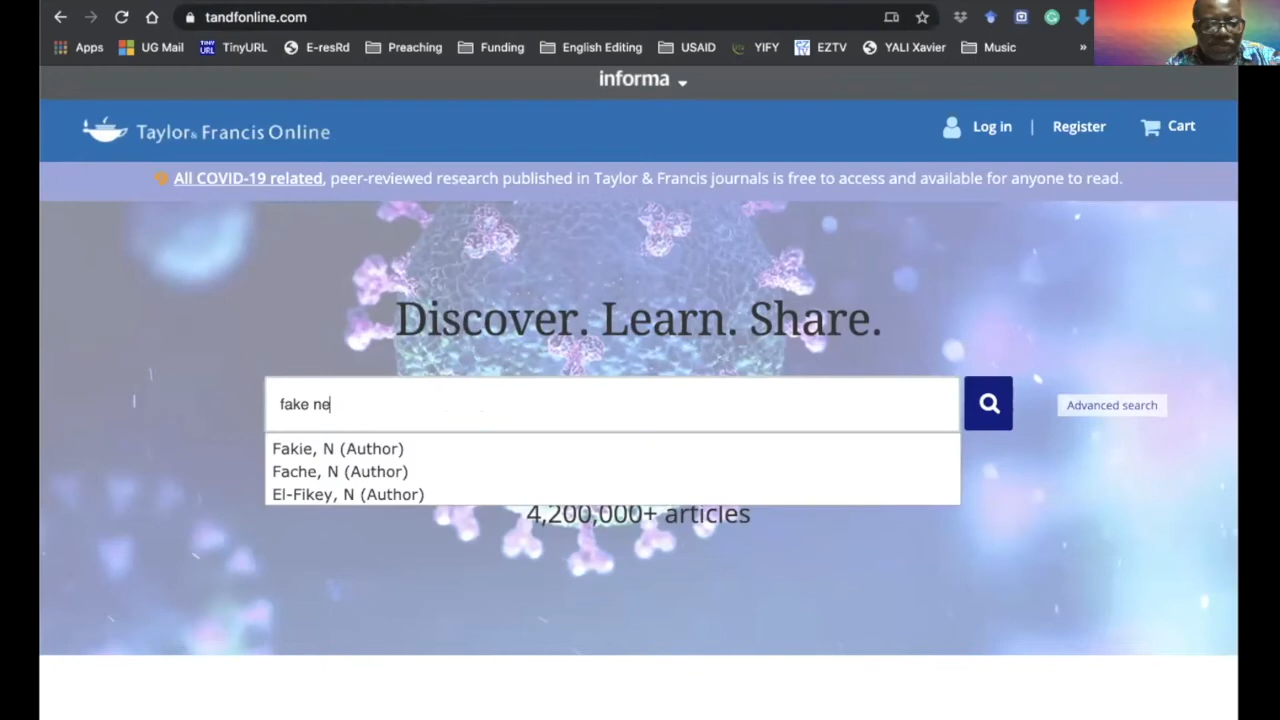 tandfonline.com
Apps UG Mail TINY URL TinyURL E-resRd Preaching Funding English Editing USAID YIFY EZTV YALI Xavier Music »
informa
Taylor & Francis Online Log in | Register Cart
All COVID-19 related, peer-reviewed research published in Taylor & Francis journals is free to access and available for anyone to read.
Discover. Learn. Share.
fake ne
Advanced search
Fakie, N (Author)
Fache, N (Author)
El-Fikey, N (Author)
4,200,000+ articles